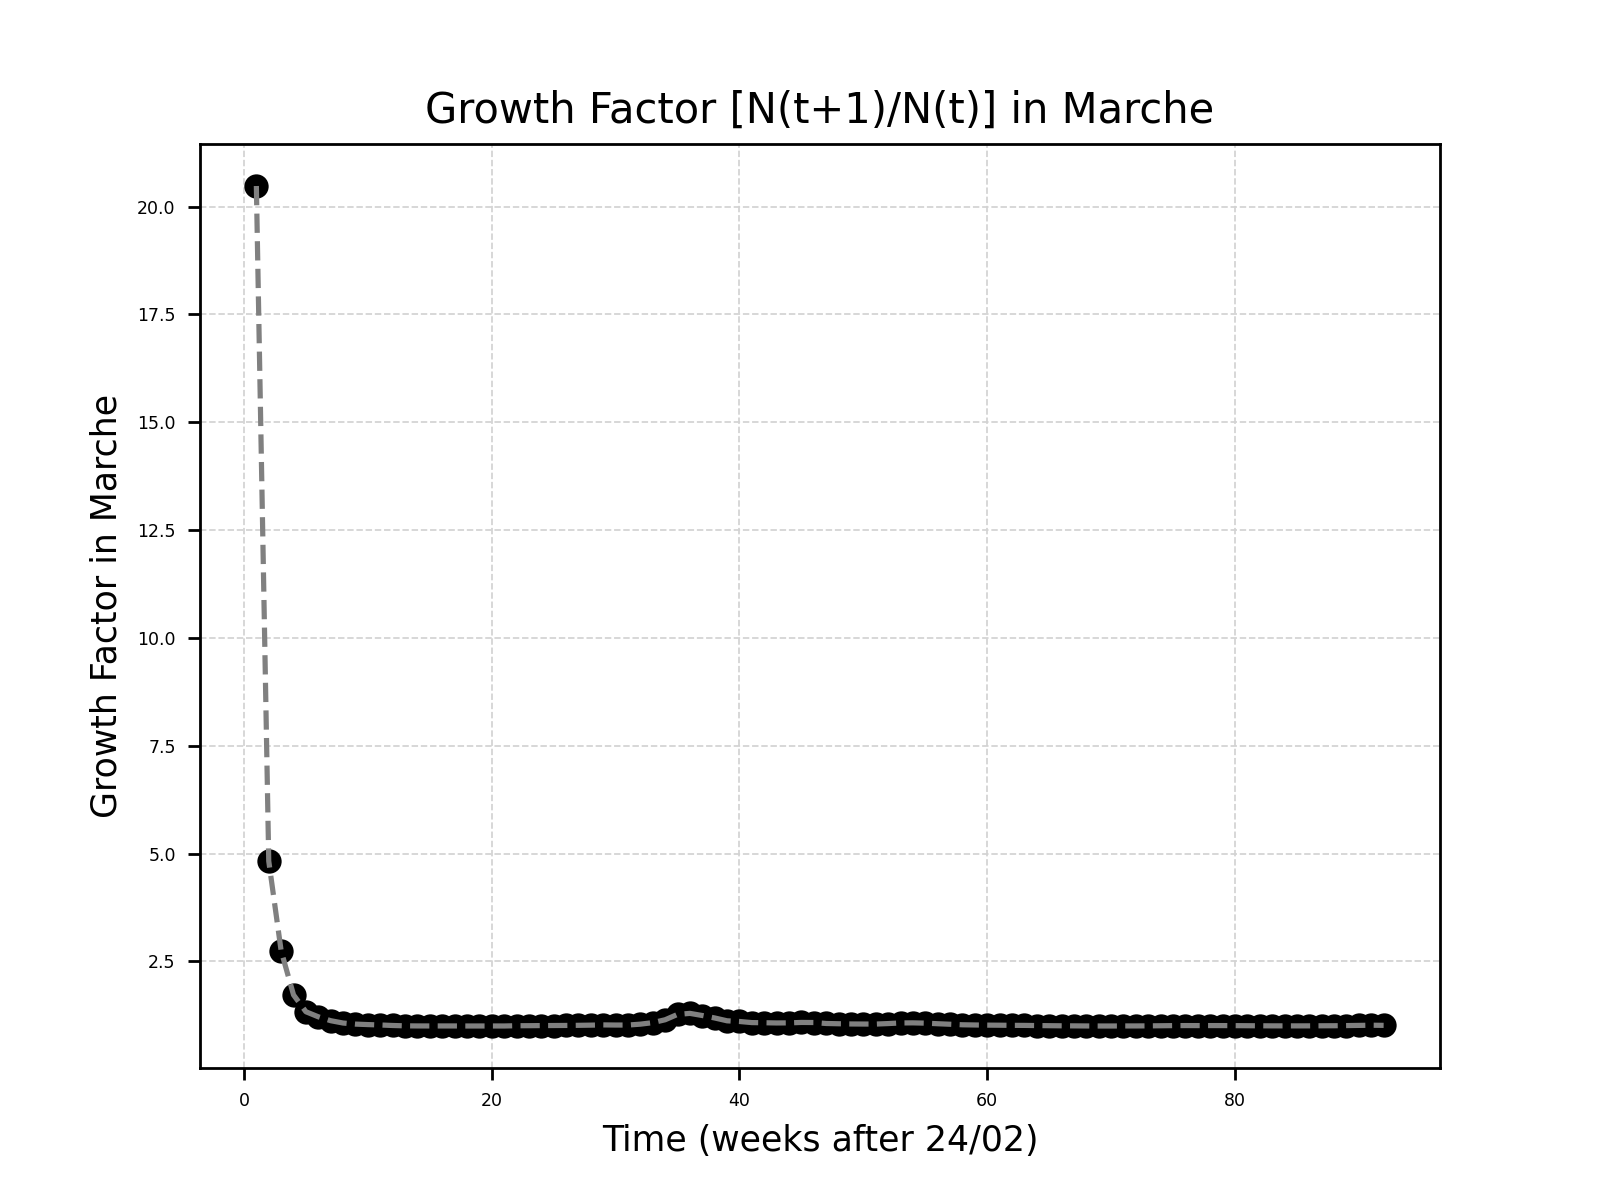 Growth Factor [N(t+1)/N(t)] in Marche
Growth Factor in Marche
20.0
17.5
15.0
12.5
10.0
7.5
5.0
2.5
0 20 40 60 80
Time (weeks after 24/02)